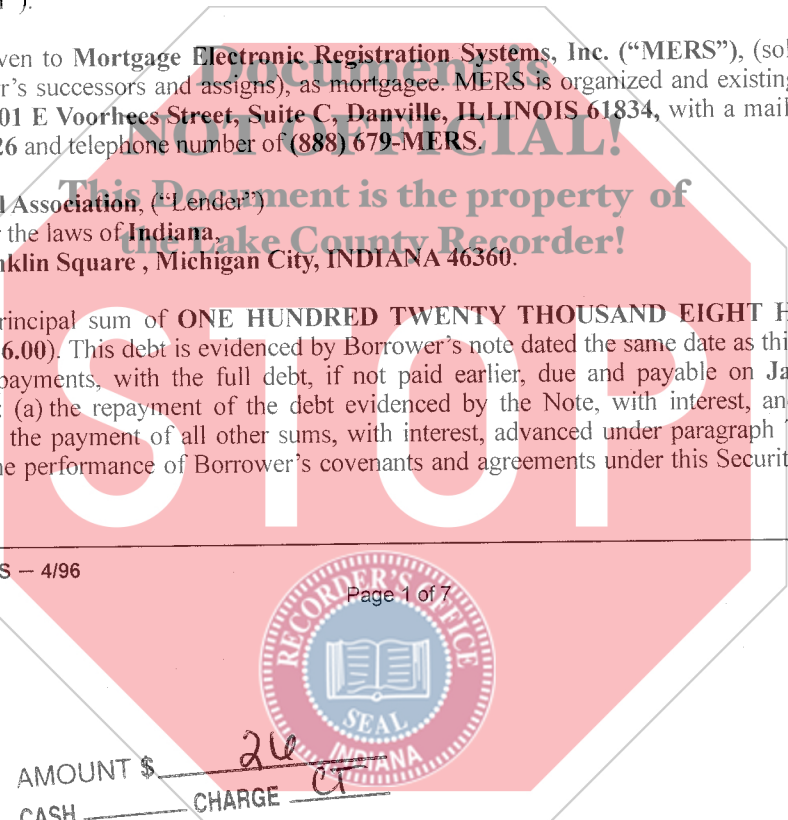 ").
ven to Mortgage Electronic Registration Systems, Inc. ("MERS"), (sol
r's successors and assigns), as mortgagee. MERS is organized and existing
01 E Voorhees Street, Suite C, Danville, ILLINOIS 61834, with a mail
26 and telephone number of (888) 679-MERS.
Document is
NOT OFFICIAL!
This Document is the property of
the Lake County Recorder!
l Association, ("Lender")
r the laws of Indiana,
nklin Square , Michigan City, INDIANA 46360.
rincipal sum of ONE HUNDRED TWENTY THOUSAND EIGHT H
6.00). This debt is evidenced by Borrower's note dated the same date as thi
payments, with the full debt, if not paid earlier, due and payable on Ja
: (a) the repayment of the debt evidenced by the Note, with interest, an
the payment of all other sums, with interest, advanced under paragraph 7
ne performance of Borrower's covenants and agreements under this Securit
STOP
S — 4/96
Page 1 of 7
RECORDER'S OFFICE
SEAL
INDIANA
AMOUNT $ 26
CASH CHARGE CT